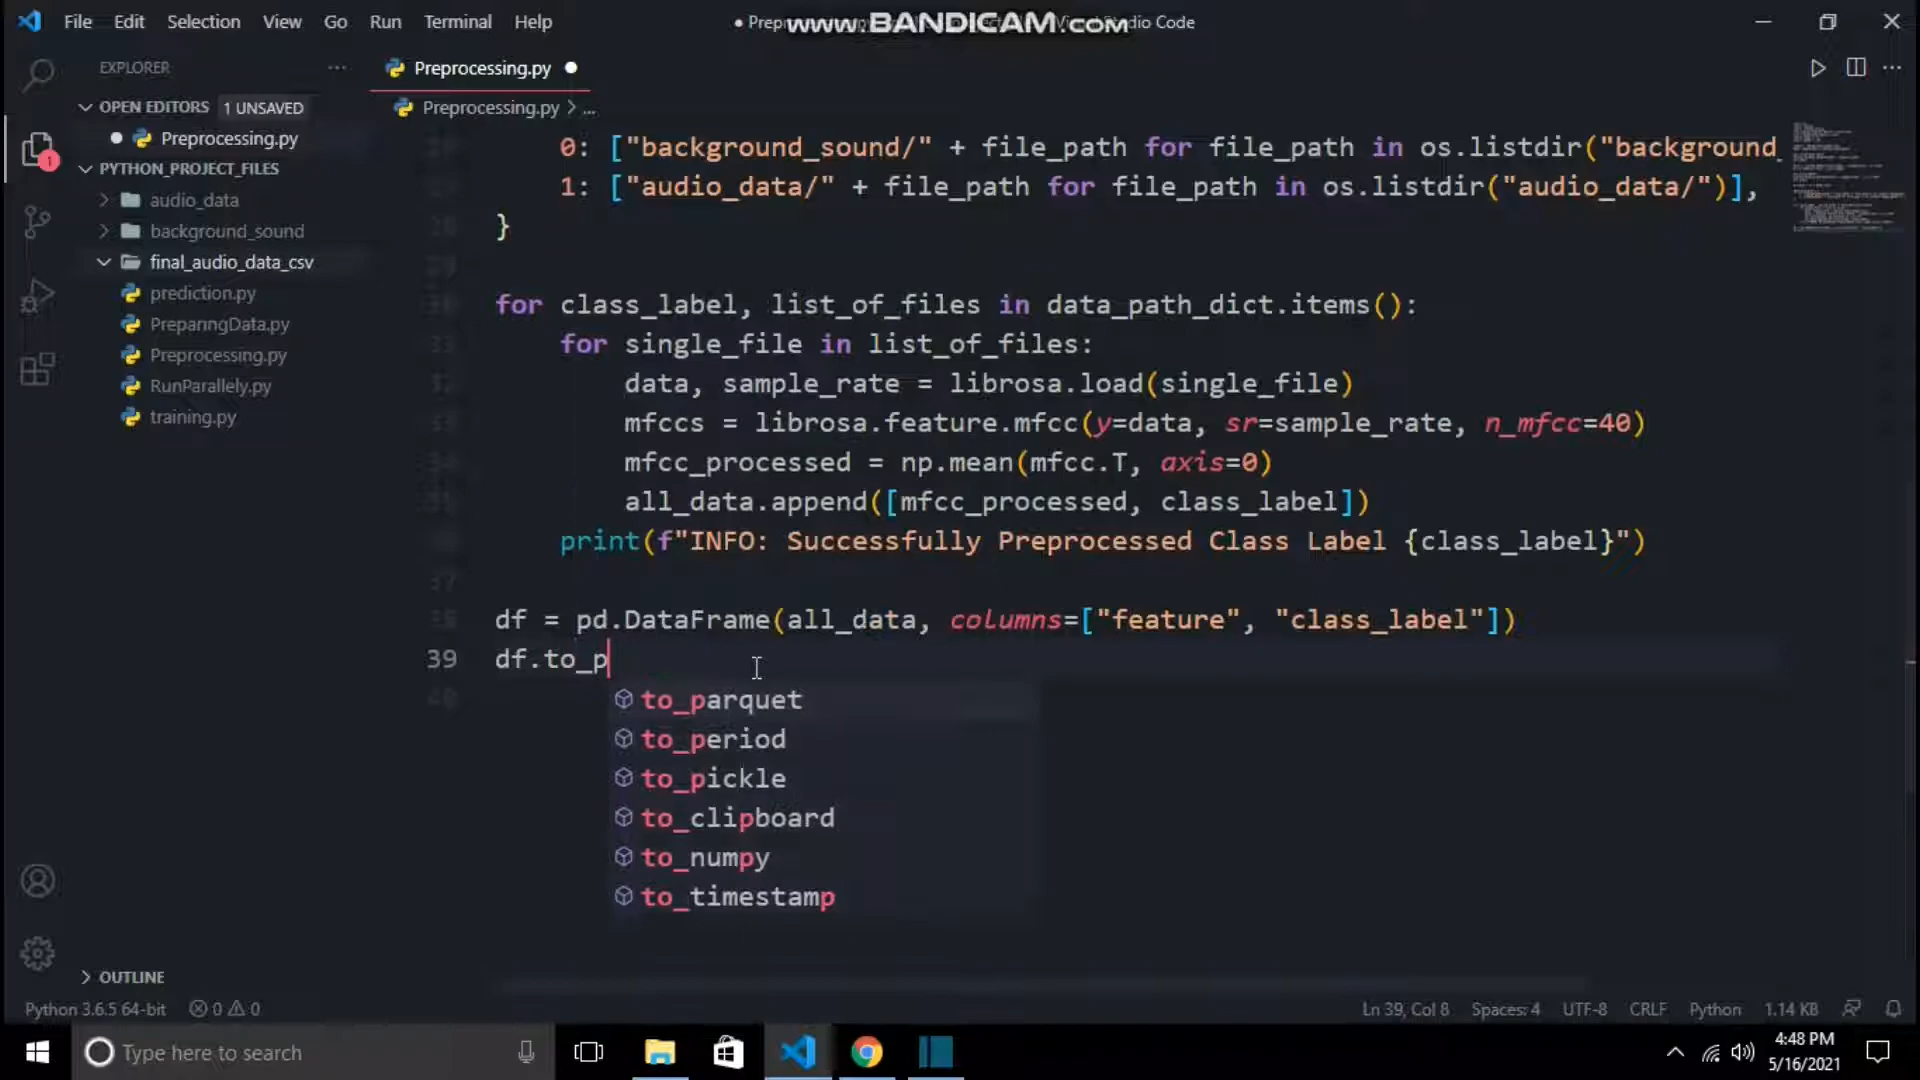 File Edit Selection View Go Run Terminal Help
www.BANDICAM.com
Studio Code
EXPLORER
Preprocessing.py
OPEN EDITORS 1 UNSAVED
Preprocessing.py > ...
Preprocessing.py
PYTHON_PROJECT_FILES
audio_data
background_sound
final_audio_data_csv
prediction.py
PreparingData.py
Preprocessing.py
RunParallely.py
training.py
0: ["background_sound/" + file_path for file_path in os.listdir("background_
1: ["audio_data/" + file_path for file_path in os.listdir("audio_data/")],
}
for class_label, list_of_files in data_path_dict.items():
for single_file in list_of_files:
data, sample_rate = librosa.load(single_file)
mfccs = librosa.feature.mfcc(y=data, sr=sample_rate, n_mfcc=40)
mfcc_processed = np.mean(mfcc.T, axis=0)
all_data.append([mfcc_processed, class_label])
print(f"INFO: Successfully Preprocessed Class Label {class_label}")
df = pd.DataFrame(all_data, columns=["feature", "class_label"])
39 df.to_p
to_parquet
to_period
to_pickle
to_clipboard
to_numpy
to_timestamp
OUTLINE
Python 3.6.5 64-bit 0 0
Ln 39, Col 8 Spaces: 4 UTF-8 CRLF Python 1.14 KB
Type here to search
4:48 PM
5/16/2021
1